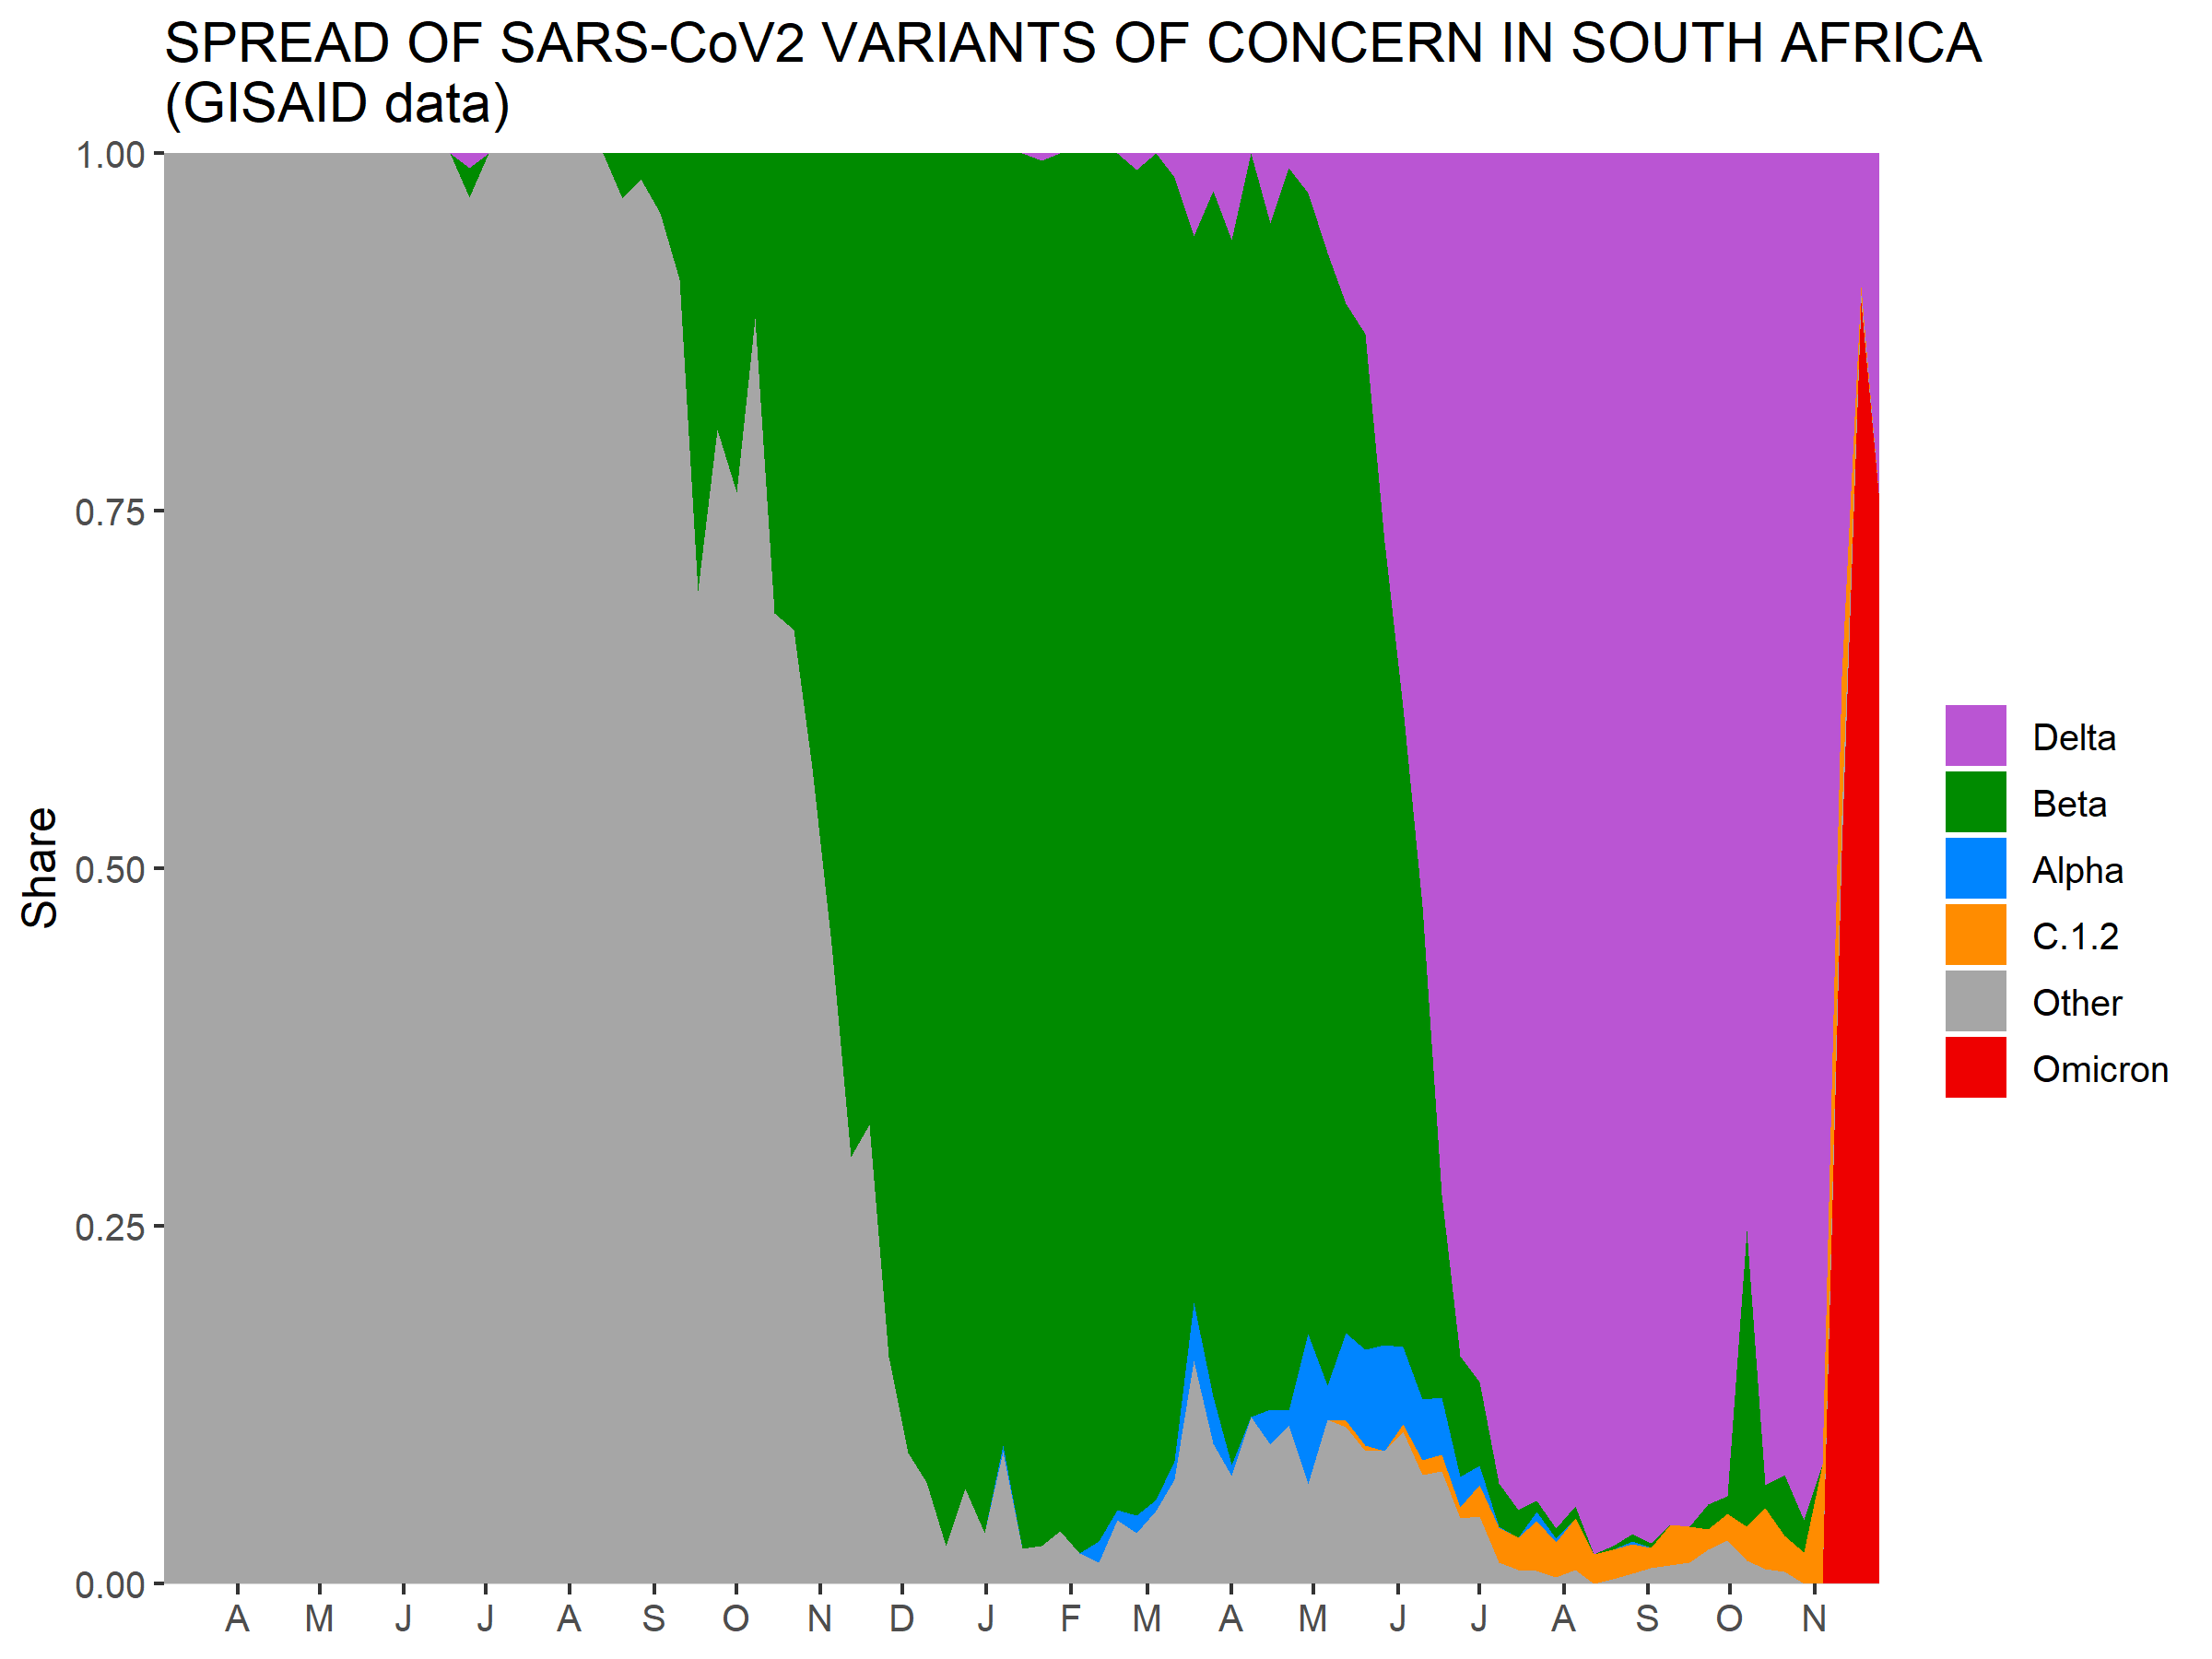 SPREAD OF SARS-CoV2 VARIANTS OF CONCERN IN SOUTH AFRICA
(GISAID data)
1.00
0.75
0.50
0.25
0.00
Share
A M J J A S O N D J F M A M J J A S O N
Delta
Beta
Alpha
C.1.2
Other
Omicron